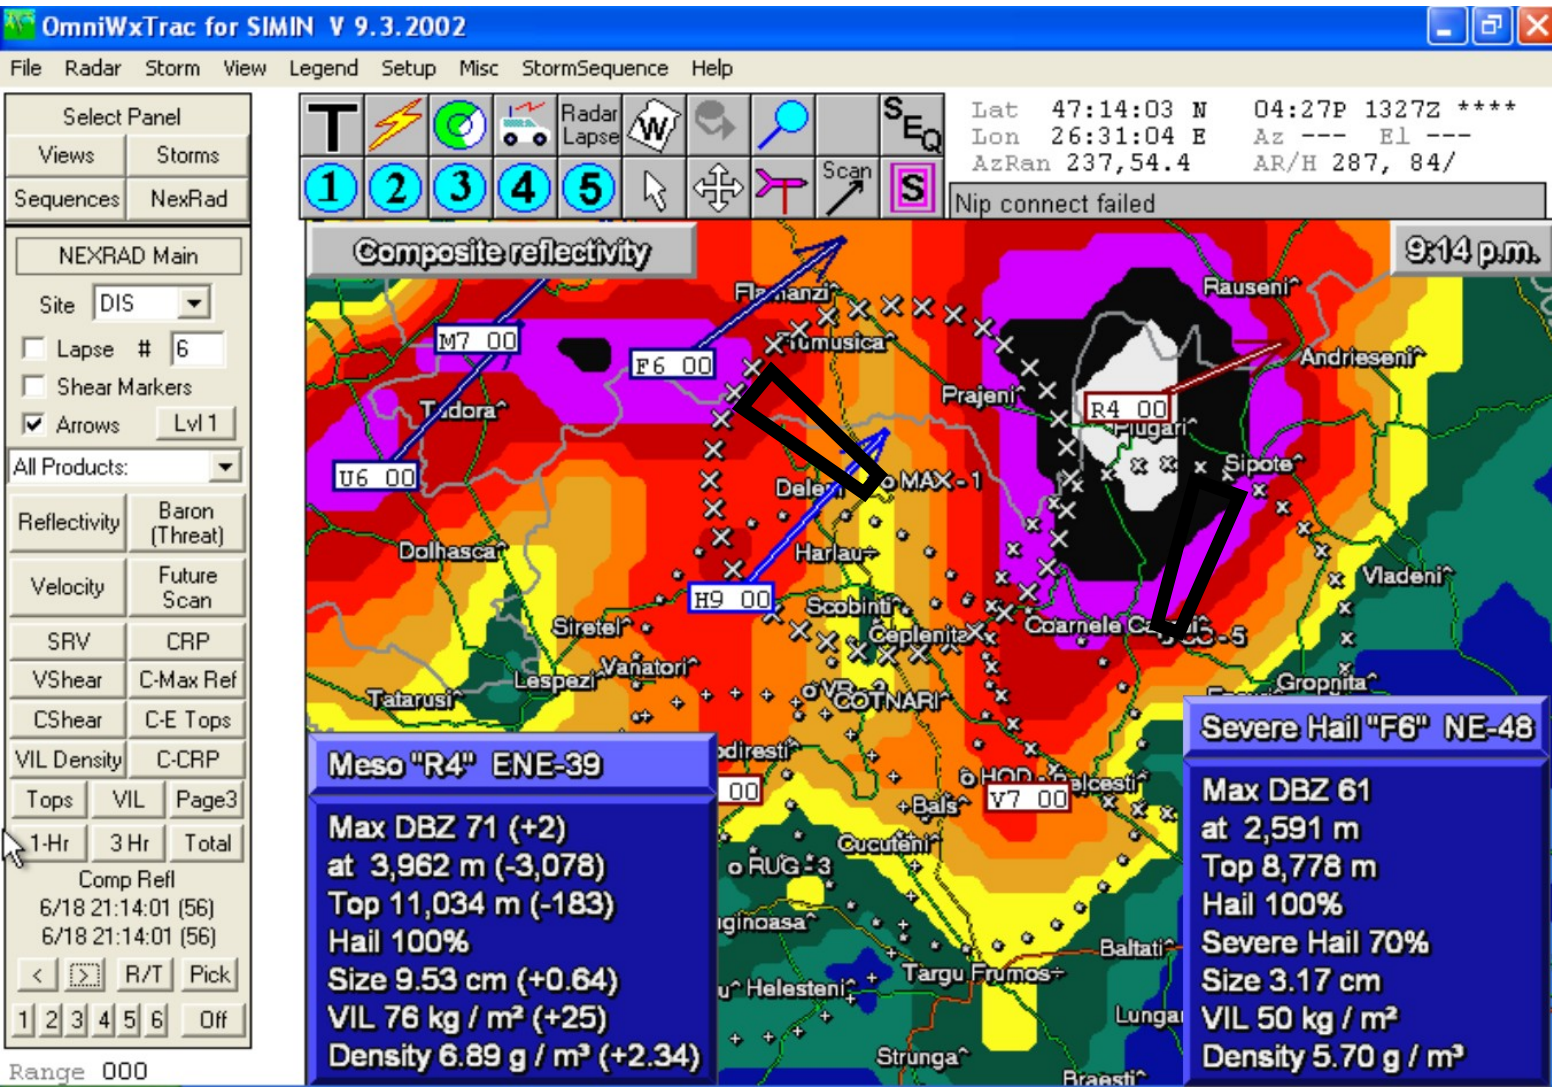 OmniWxTrac for SIMIN V 9.3.2002
File Radar Storm View Legend Setup Misc StormSequence Help
Select Panel
Views Storms
Sequences NexRad
T Radar Lapse W SEQ
1 2 3 4 5 Scan S
Lat 47:14:03 N 04:27P 1327Z ****
Lon 26:31:04 E Az --- El ---
AzRan 237,54.4 AR/H 287, 84/
Nip connect failed
NEXRAD Main
Site DIS
Lapse # 6
Shear Markers
Arrows Lvl 1
All Products:
Reflectivity Baron (Threat)
Velocity Future Scan
SRV CRP
VShear C-Max Ref
CShear C-E Tops
VIL Density C-CRP
Tops VIL Page3
1-Hr 3 Hr Total
Comp Refl
6/18 21:14:01 (56)
6/18 21:14:01 (56)
< > R/T Pick
1 2 3 4 5 6 Off
Range 000
Composite reflectivity
9:14 p.m.
Flamanzi^
Rauseni^
M7 00
F6 00
Andrieseni^
Prajeni^
Tudora^
R4 00
Plugari^
U6 00
Sipote^
MAX - 1
Dolhasca^
Harlau÷
Vladeni^
H9 00
Scobinti^
Siretel^
Ceplenita^
Coarnele
- 5
Vanatori^
Lespezi^
Gropnita^
Tatarusi^
COTNARI^
HOD -
V7 00
00
Bals^
Cucuteni^
RUG - 3
Baltati^
Targu Frumos÷
Helesteni^
Strunga^
Meso "R4" ENE-39
Max DBZ 71 (+2)
at 3,962 m (-3,078)
Top 11,034 m (-183)
Hail 100%
Size 9.53 cm (+0.64)
VIL 76 kg / m² (+25)
Density 6.89 g / m³ (+2.34)
Severe Hail "F6" NE-48
Max DBZ 61
at 2,591 m
Top 8,778 m
Hail 100%
Severe Hail 70%
Size 3.17 cm
VIL 50 kg / m²
Density 5.70 g / m³